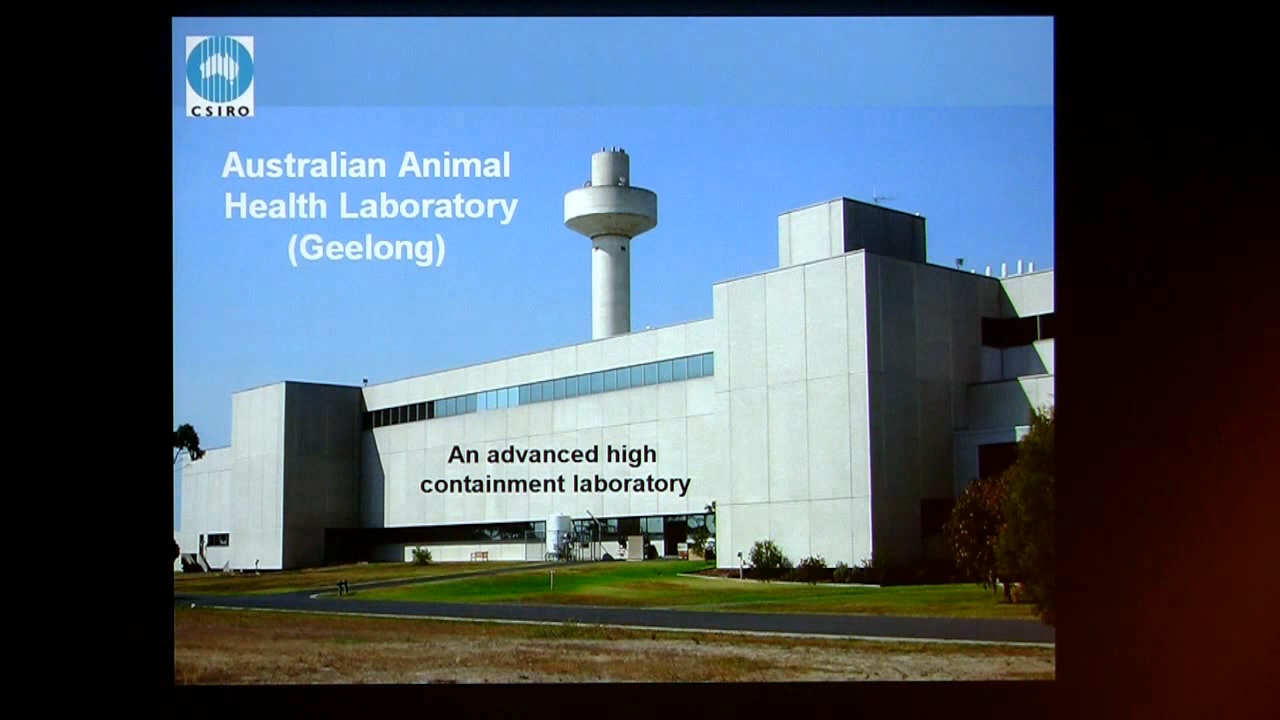 CSIRO
Australian Animal
Health Laboratory
(Geelong)
An advanced high
containment laboratory